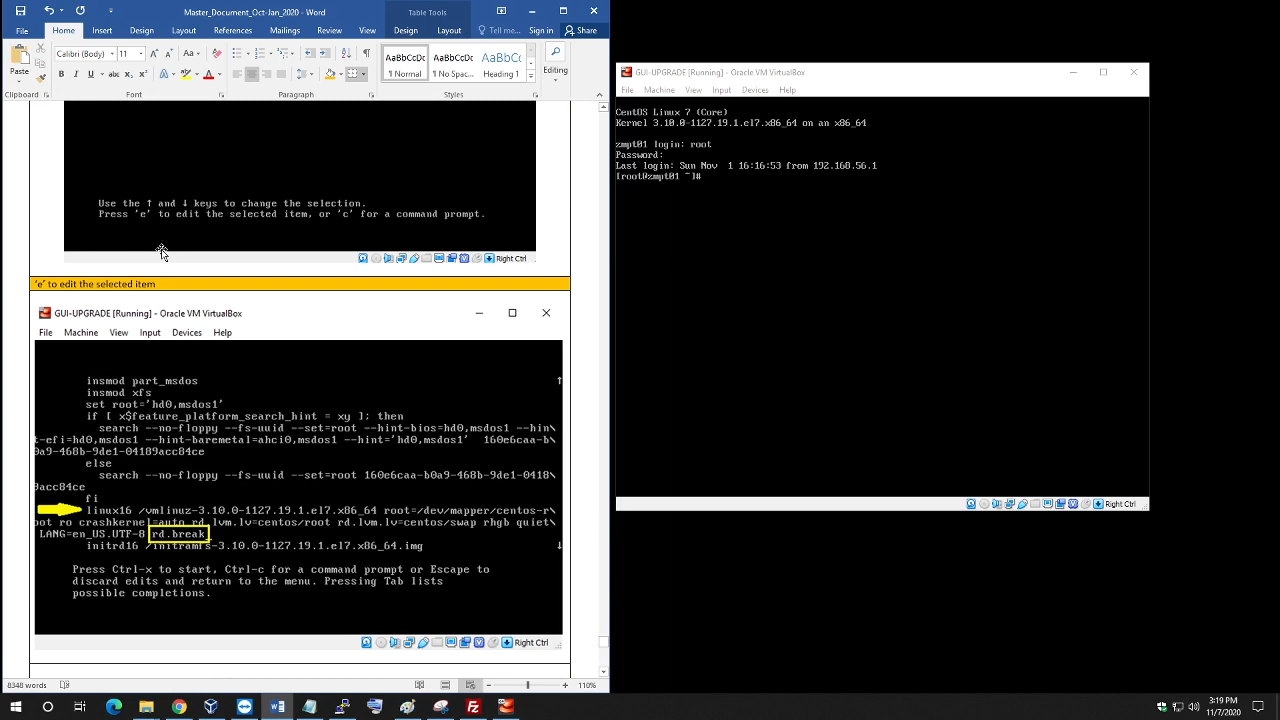 Master_Document_Oct-Jan_2020 - Word
Table Tools
File Home Insert Design Layout References Mailings Review View Design Layout Tell me... Sign in Share
Calibri (Body) 11
Paste
AaBbCcDc AaBbCcDc AaBbCc
¶ Normal ¶ No Spac... Heading 1
Editing
Clipboard Font Paragraph Styles
Use the ↑ and ↓ keys to change the selection.
Press 'e' to edit the selected item, or 'c' for a command prompt.
Right Ctrl
'e' to edit the selected item
GUI-UPGRADE [Running] - Oracle VM VirtualBox
File Machine View Input Devices Help
insmod part_msdos
insmod xfs
set root='hd0,msdos1'
if [ x$feature_platform_search_hint = xy ]; then
search --no-floppy --fs-uuid --set=root --hint-bios=hd0,msdos1 --hin\
t-efi=hd0,msdos1 --hint-baremetal=ahci0,msdos1 --hint='hd0,msdos1' 160e6caa-b\
0a9-468b-9de1-04189acc84ce
else
search --no-floppy --fs-uuid --set=root 160e6caa-b0a9-468b-9de1-0418\
9acc84ce
fi
linux16 /vmlinuz-3.10.0-1127.19.1.el7.x86_64 root=/dev/mapper/centos-r\
oot ro crashkernel=auto rd.lvm.lv=centos/root rd.lvm.lv=centos/swap rhgb quiet\
LANG=en_US.UTF-8 rd.break
initrd16 /initramfs-3.10.0-1127.19.1.el7.x86_64.img
Press Ctrl-x to start, Ctrl-c for a command prompt or Escape to
discard edits and return to the menu. Pressing Tab lists
possible completions.
Right Ctrl
8348 words
110%
GUI-UPGRADE [Running] - Oracle VM VirtualBox
File Machine View Input Devices Help
CentOS Linux 7 (Core)
Kernel 3.10.0-1127.19.1.el7.x86_64 on an x86_64
zmpt01 login: root
Password:
Last login: Sun Nov  1 16:16:53 from 192.168.56.1
[root@zmpt01 ~]#
Right Ctrl
3:19 PM
11/7/2020